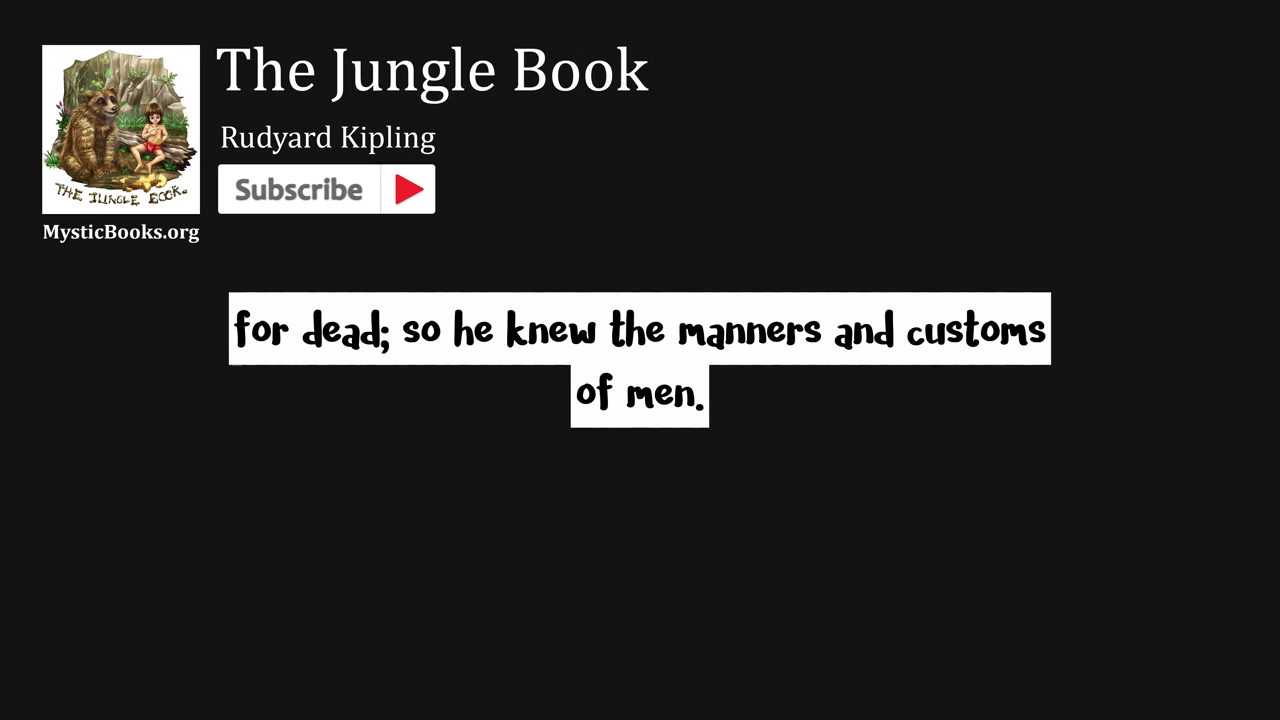 The Jungle Book
Rudyard Kipling
Subscribe
THE JUNGLE BOOK.
MysticBooks.org
for dead; so he knew the manners and customs
of men.